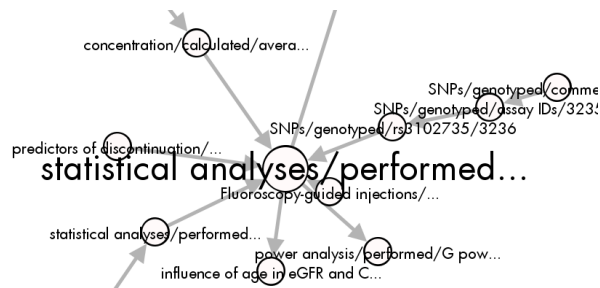 concentration/calculated/avera...
SNPs/genotyped/comme
SNPs/genotyped/assay IDs/3235
SNPs/genotyped/rs3102735/3236
predictors of discontinuation/...
statistical analyses/performed...
Fluoroscopy-guided injections/...
statistical analyses/performed...
power analysis/performed/G pow...
influence of age in eGFR and C...